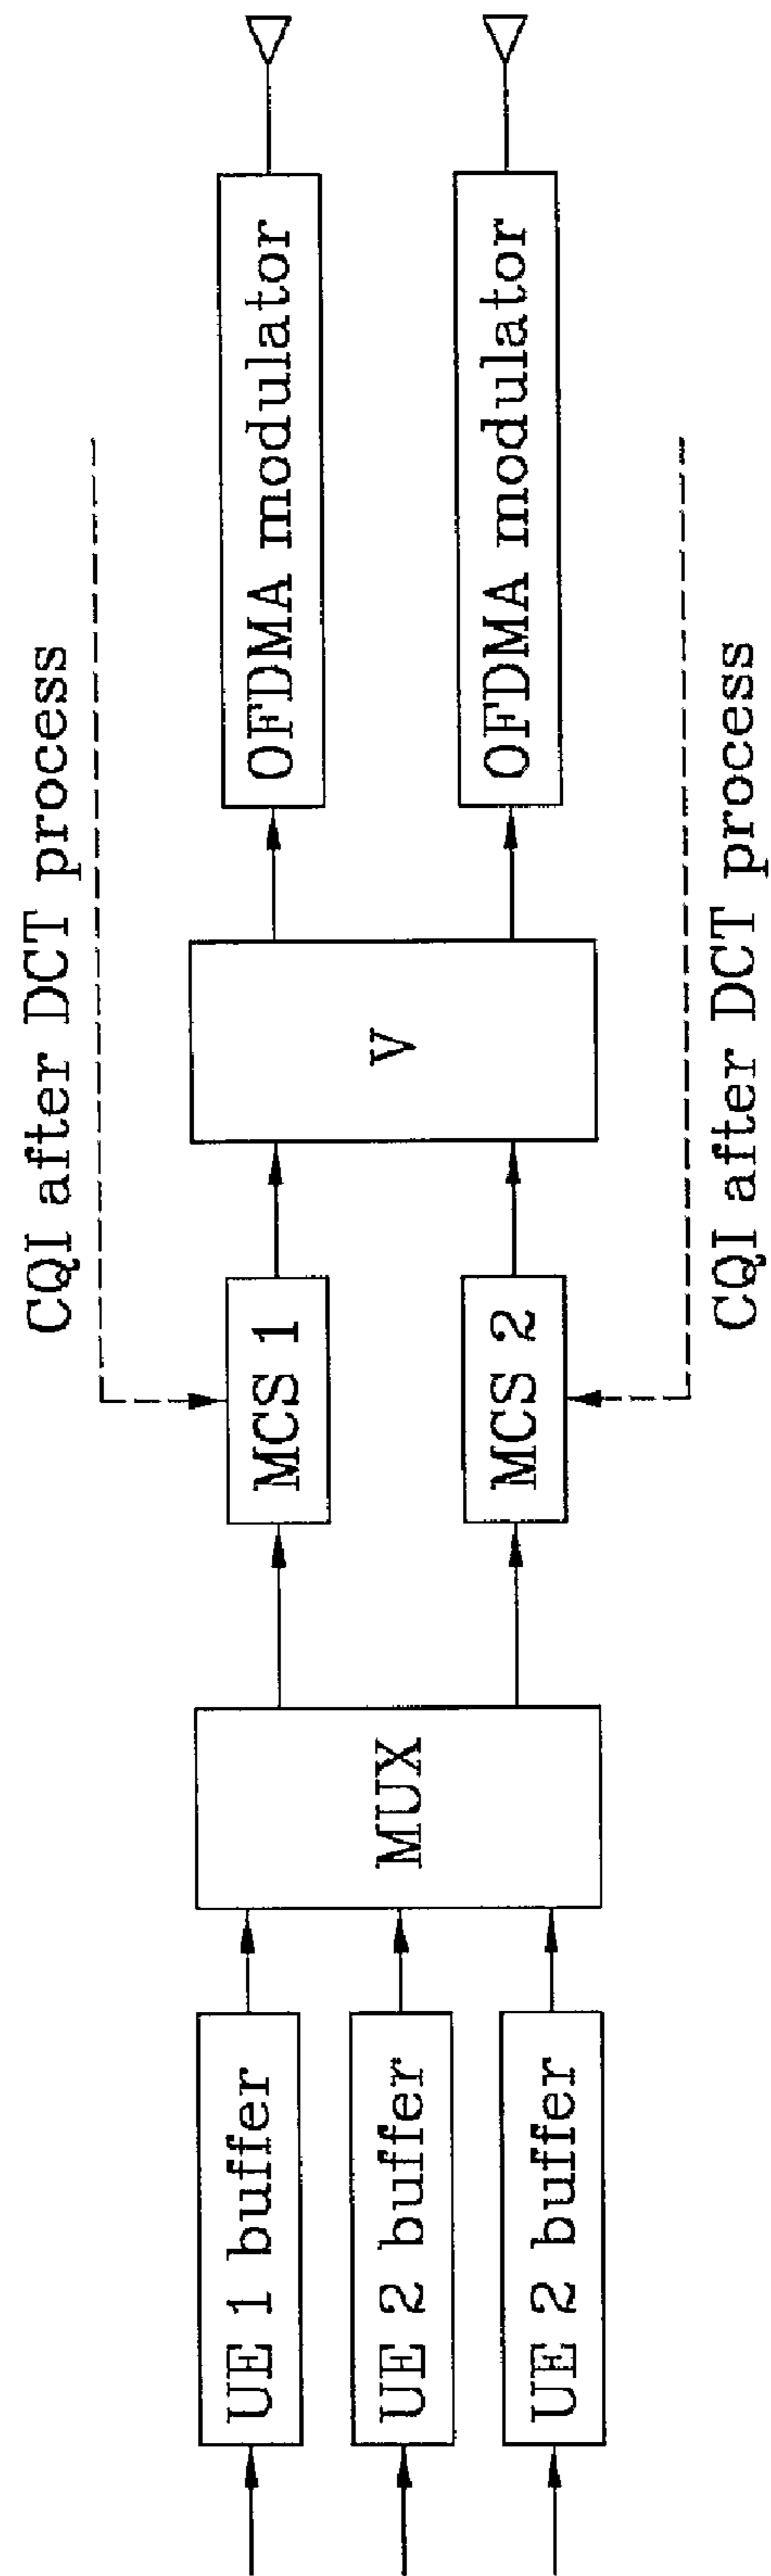 CQI after DCT process
UE 1 buffer
UE 2 buffer
UE 2 buffer
MUX
MCS 1
MCS 2
V
OFDMA modulator
OFDMA modulator
CQI after DCT process